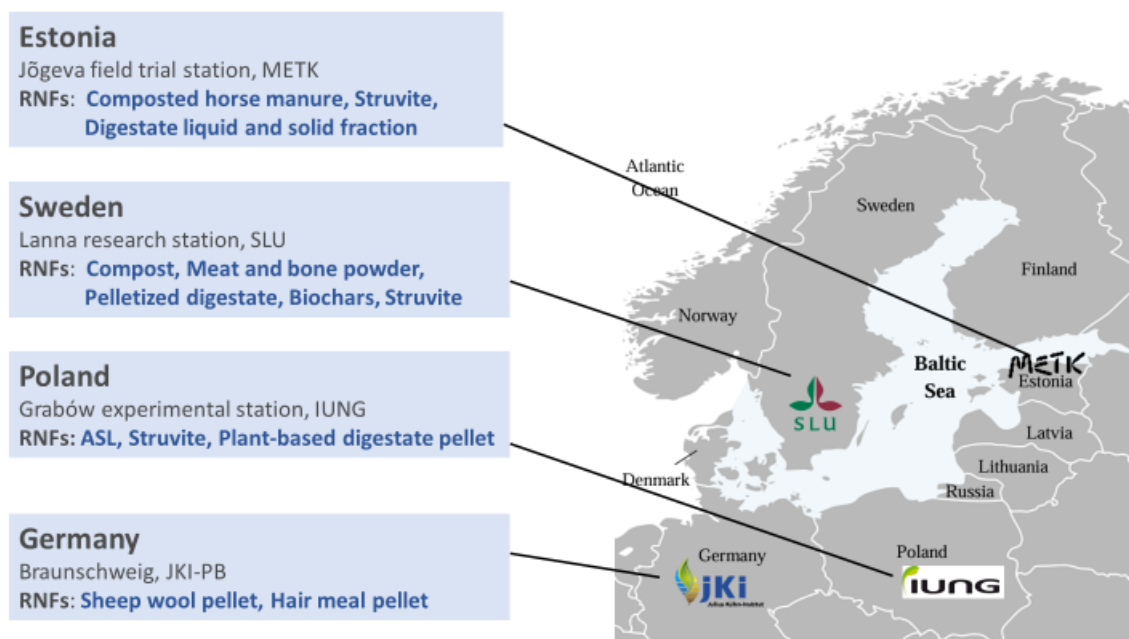 Estonia
Jõgeva field trial station, METK
RNFs: Composted horse manure, Struvite,
Digestate liquid and solid fraction
Sweden
Lanna research station, SLU
RNFs: Compost, Meat and bone powder,
Pelletized digestate, Biochars, Struvite
Poland
Grabów experimental station, IUNG
RNFs: ASL, Struvite, Plant-based digestate pellet
Germany
Braunschweig, JKI-PB
RNFs: Sheep wool pellet, Hair meal pellet
Atlantic
Ocean
Sweden
Finland
Norway
Baltic
Sea
METK
Estonia
SLU
Latvia
Lithuania
Denmark
Russia
Germany
Poland
JKi
Julius Kühn-Institut
IUNG